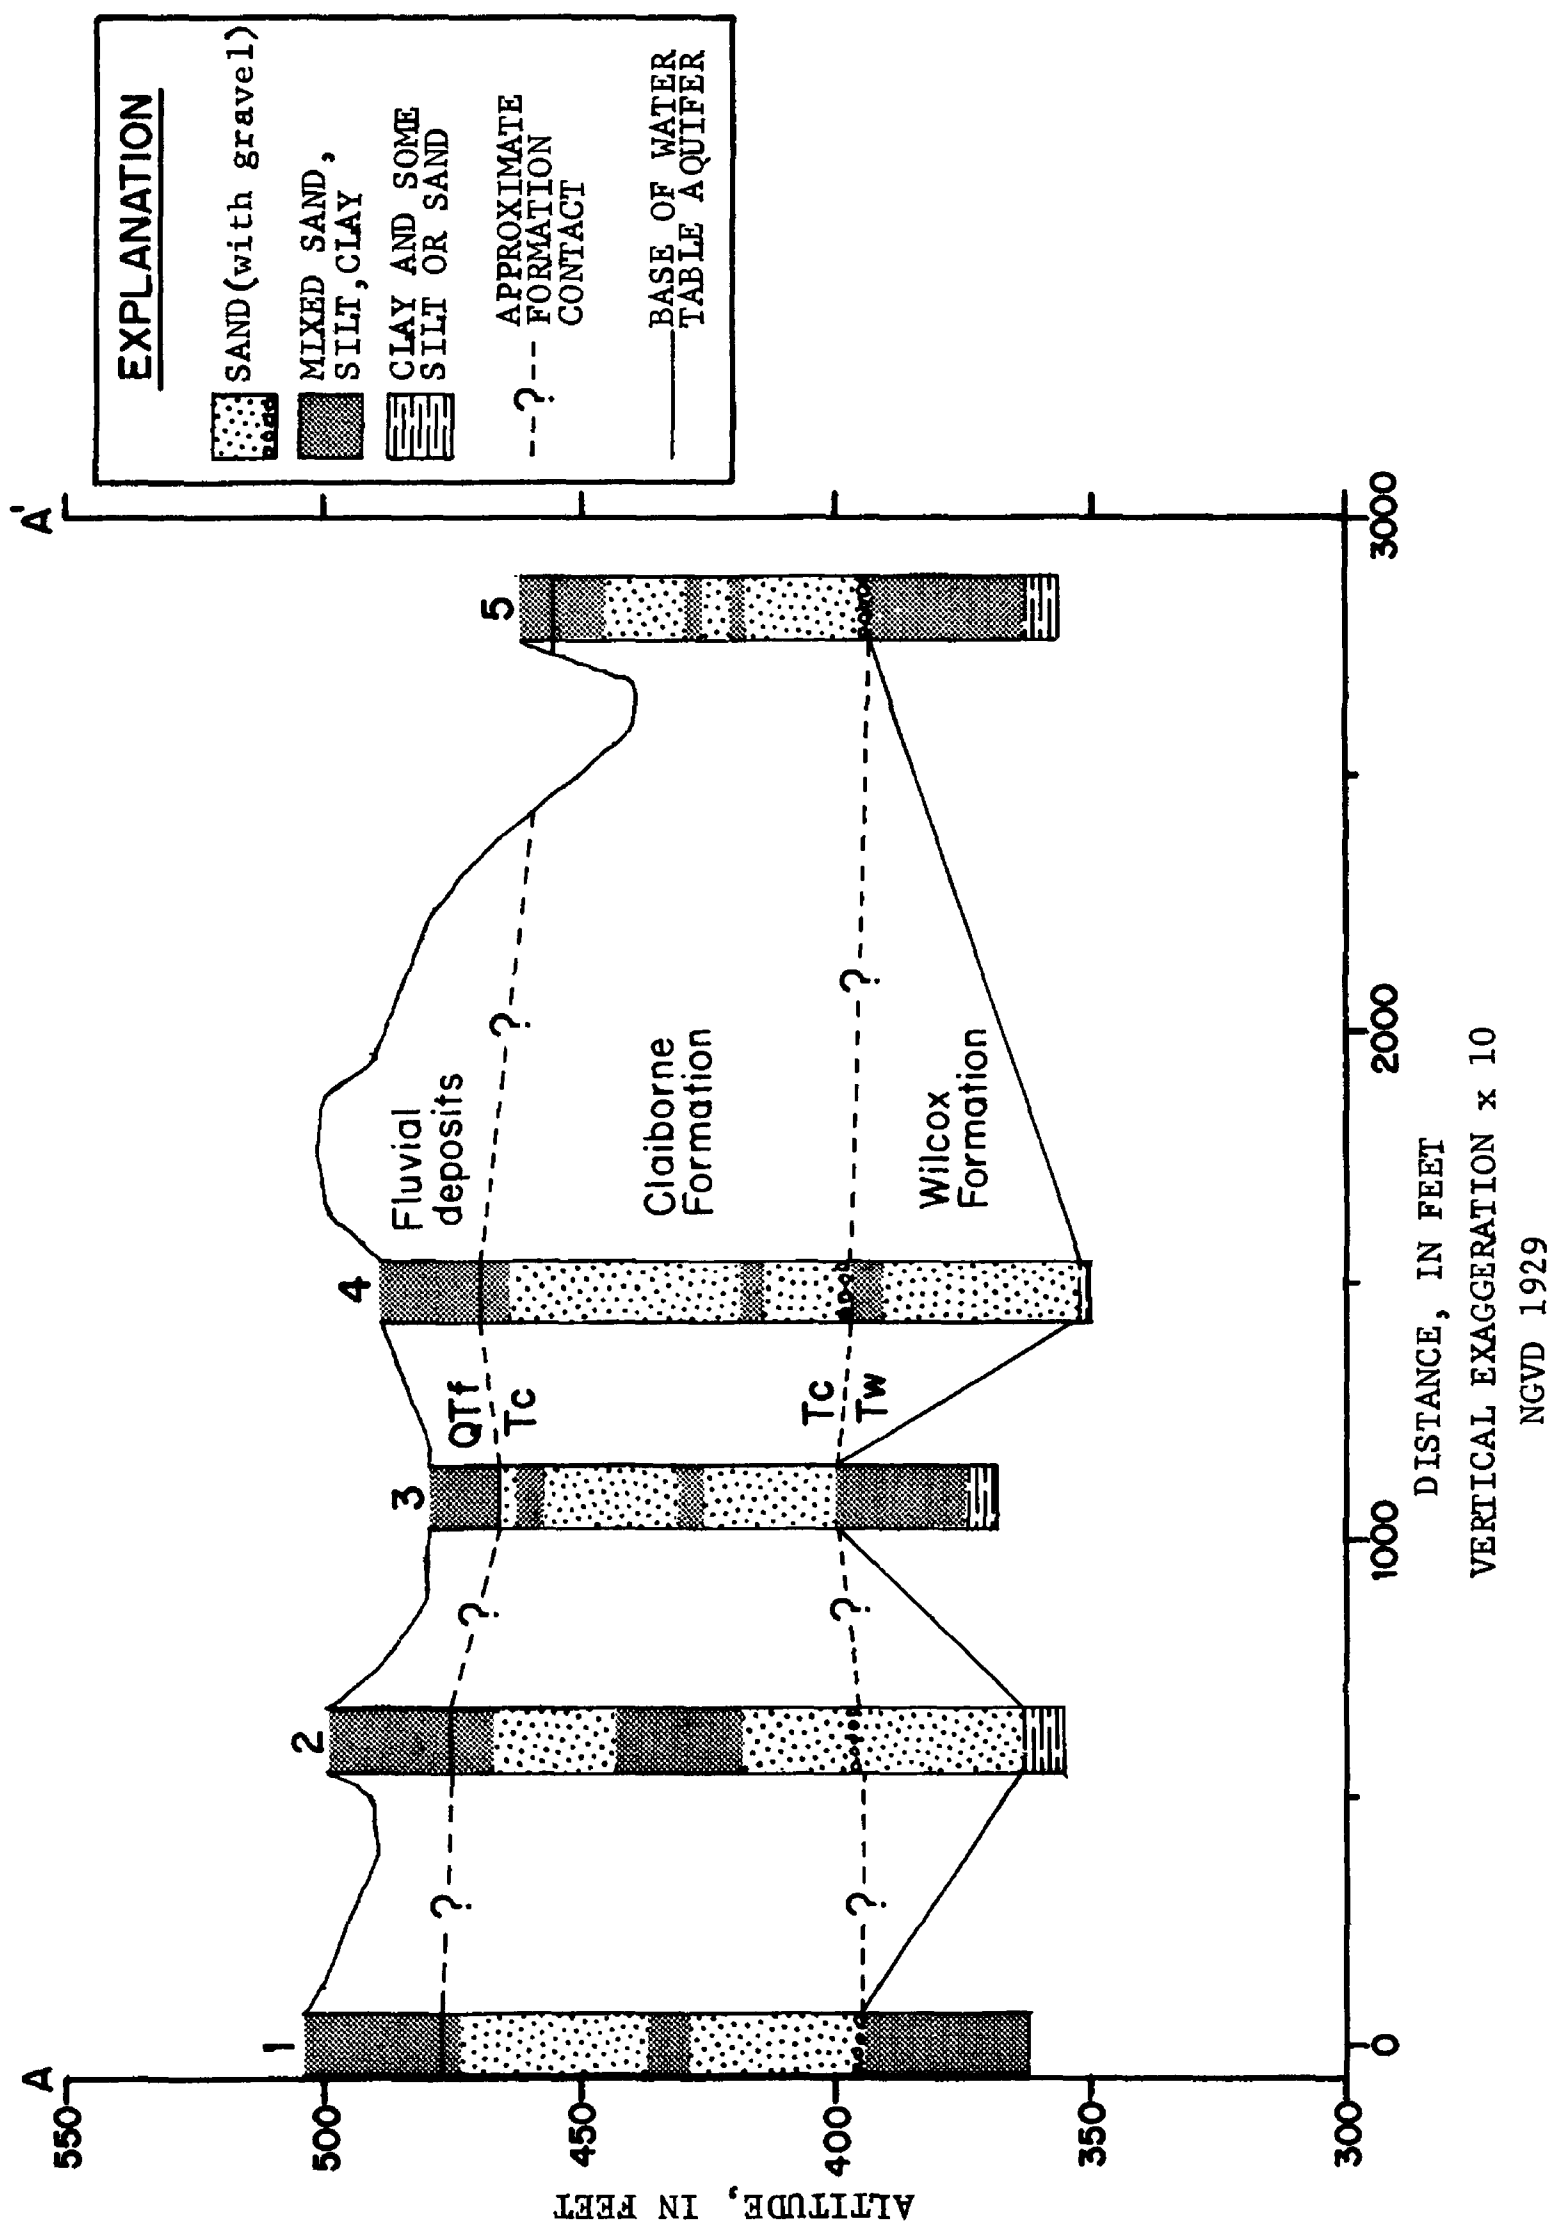 A
A'
EXPLANATION
SAND(with gravel)
MIXED SAND,
SILT,CLAY
CLAY AND SOME
SILT OR SAND
--?--
APPROXIMATE
FORMATION
CONTACT
BASE OF WATER
TABLE AQUIFER
550
500
450
400
350
300
ALTITUDE, IN FEET
1
2
3
4
5
?
?
?
QTf
Tc
Fluvial
deposits
Claiborne
Formation
?
?
?
Tc
Tw
Wilcox
Formation
0
1000
2000
3000
DISTANCE, IN FEET
VERTICAL EXAGGERATION x 10
NGVD 1929